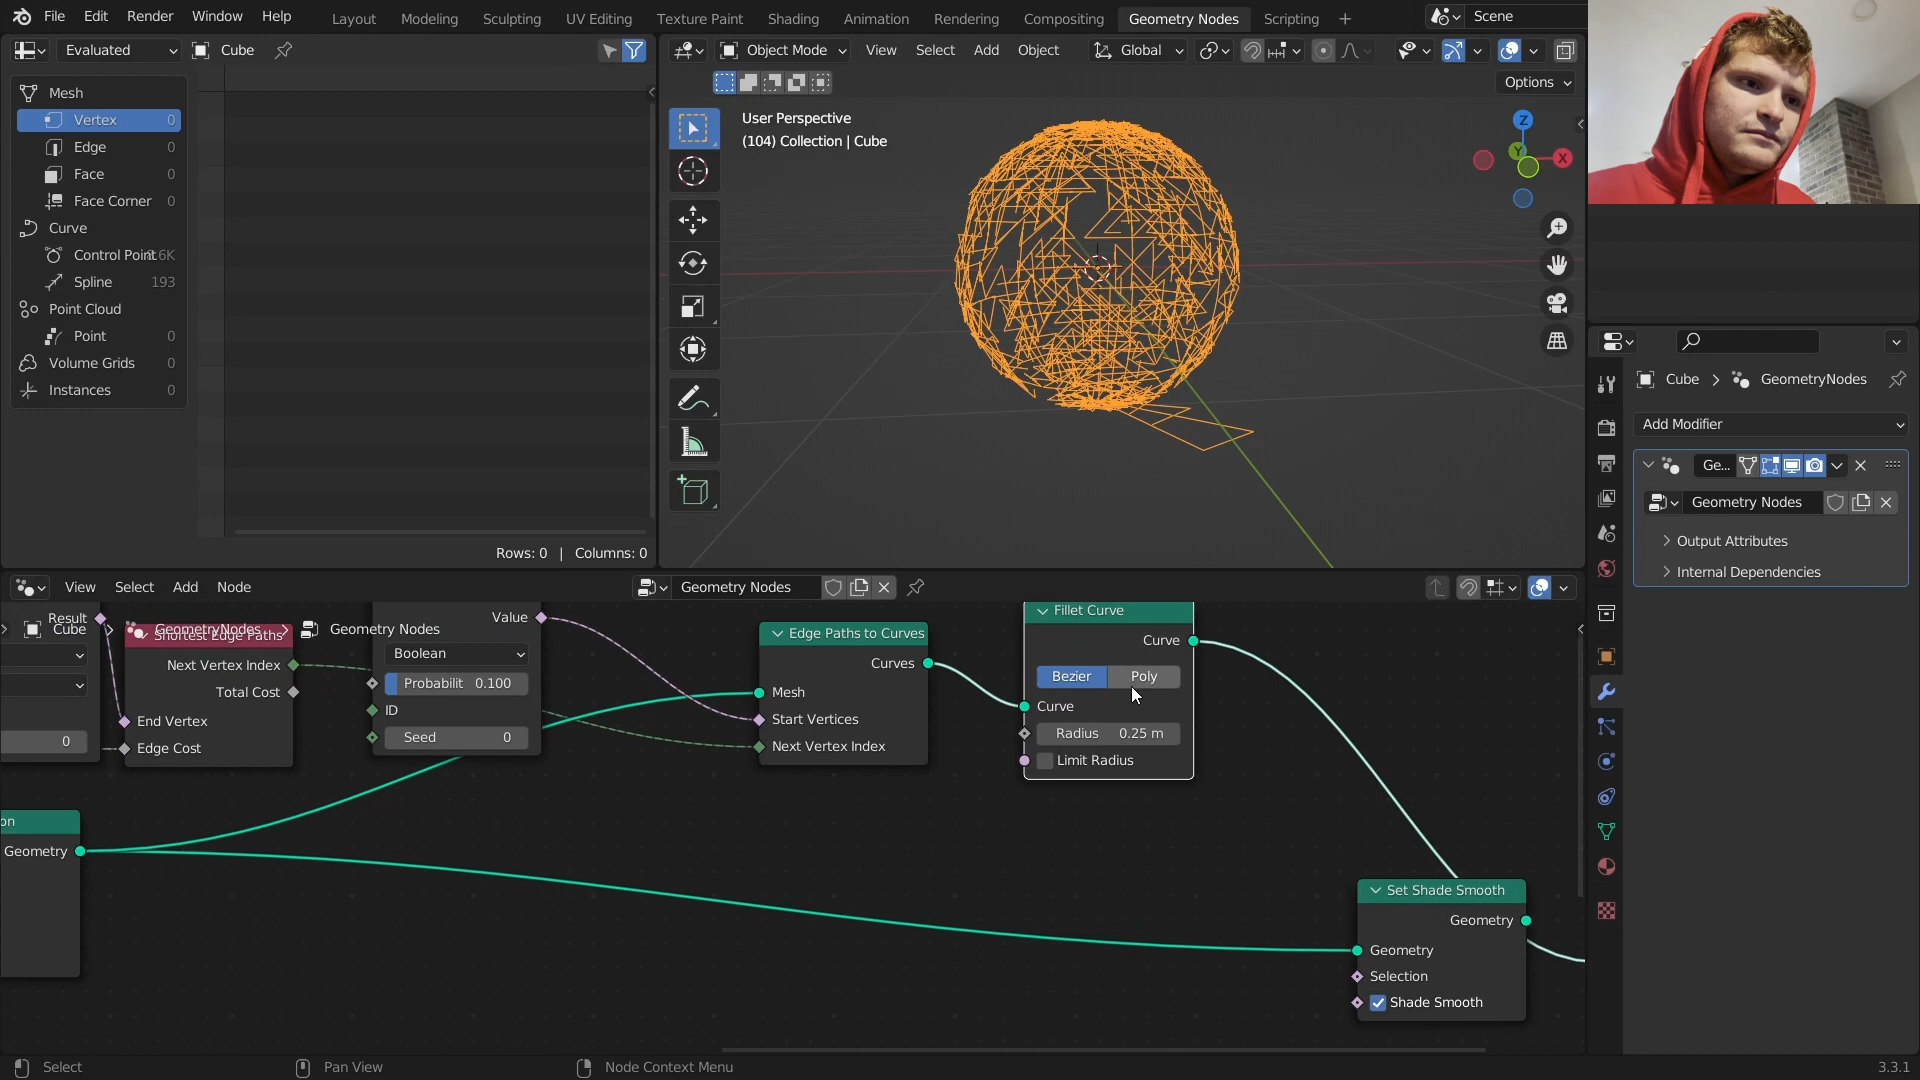 File Edit Render Window Help
Layout Modeling Sculpting UV Editing Texture Paint Shading Animation Rendering Compositing Geometry Nodes Scripting +
Scene
Evaluated Cube
Object Mode View Select Add Object Global
Options
Mesh
Vertex 0
Edge 0
Face 0
Face Corner 0
Curve
Control Point
Spline 193
Point Cloud
Point 0
Volume Grids 0
Instances 0
Rows: 0 | Columns: 0
User Perspective
(104) Collection | Cube
Z
Y
X
Cube > GeometryNodes
Add Modifier
Ge...
Geometry Nodes
Output Attributes
Internal Dependencies
View Select Add Node
Geometry Nodes
Cube GeometryNodes > Geometry Nodes
Result
0
Shortest Edge Paths
Next Vertex Index
Total Cost
End Vertex
Edge Cost
Value
Boolean
Probabilit 0.100
ID
Seed 0
Edge Paths to Curves
Curves
Mesh
Start Vertices
Next Vertex Index
Fillet Curve
Curve
Bezier Poly
Curve
Radius 0.25 m
Limit Radius
on
Geometry
Set Shade Smooth
Geometry
Geometry
Selection
Shade Smooth
Select Pan View Node Context Menu 3.3.1